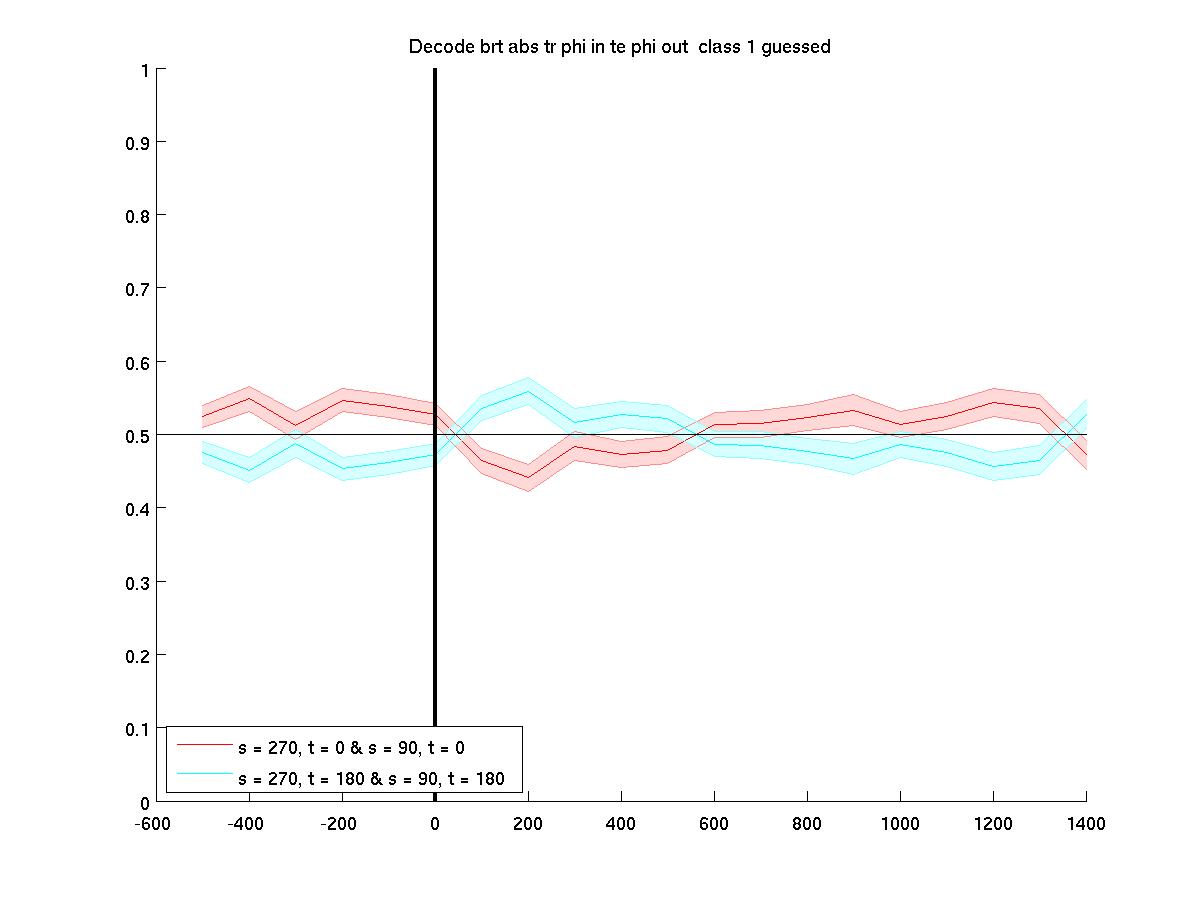 Decode brt abs tr phi in te phi out  class 1 guessed
1
0.9
0.8
0.7
0.6
0.5
0.4
0.3
0.2
0.1
0
s = 270, t = 0 & s = 90, t = 0
s = 270, t = 180 & s = 90, t = 180
-600 -400 -200 0 200 400 600 800 1000 1200 1400